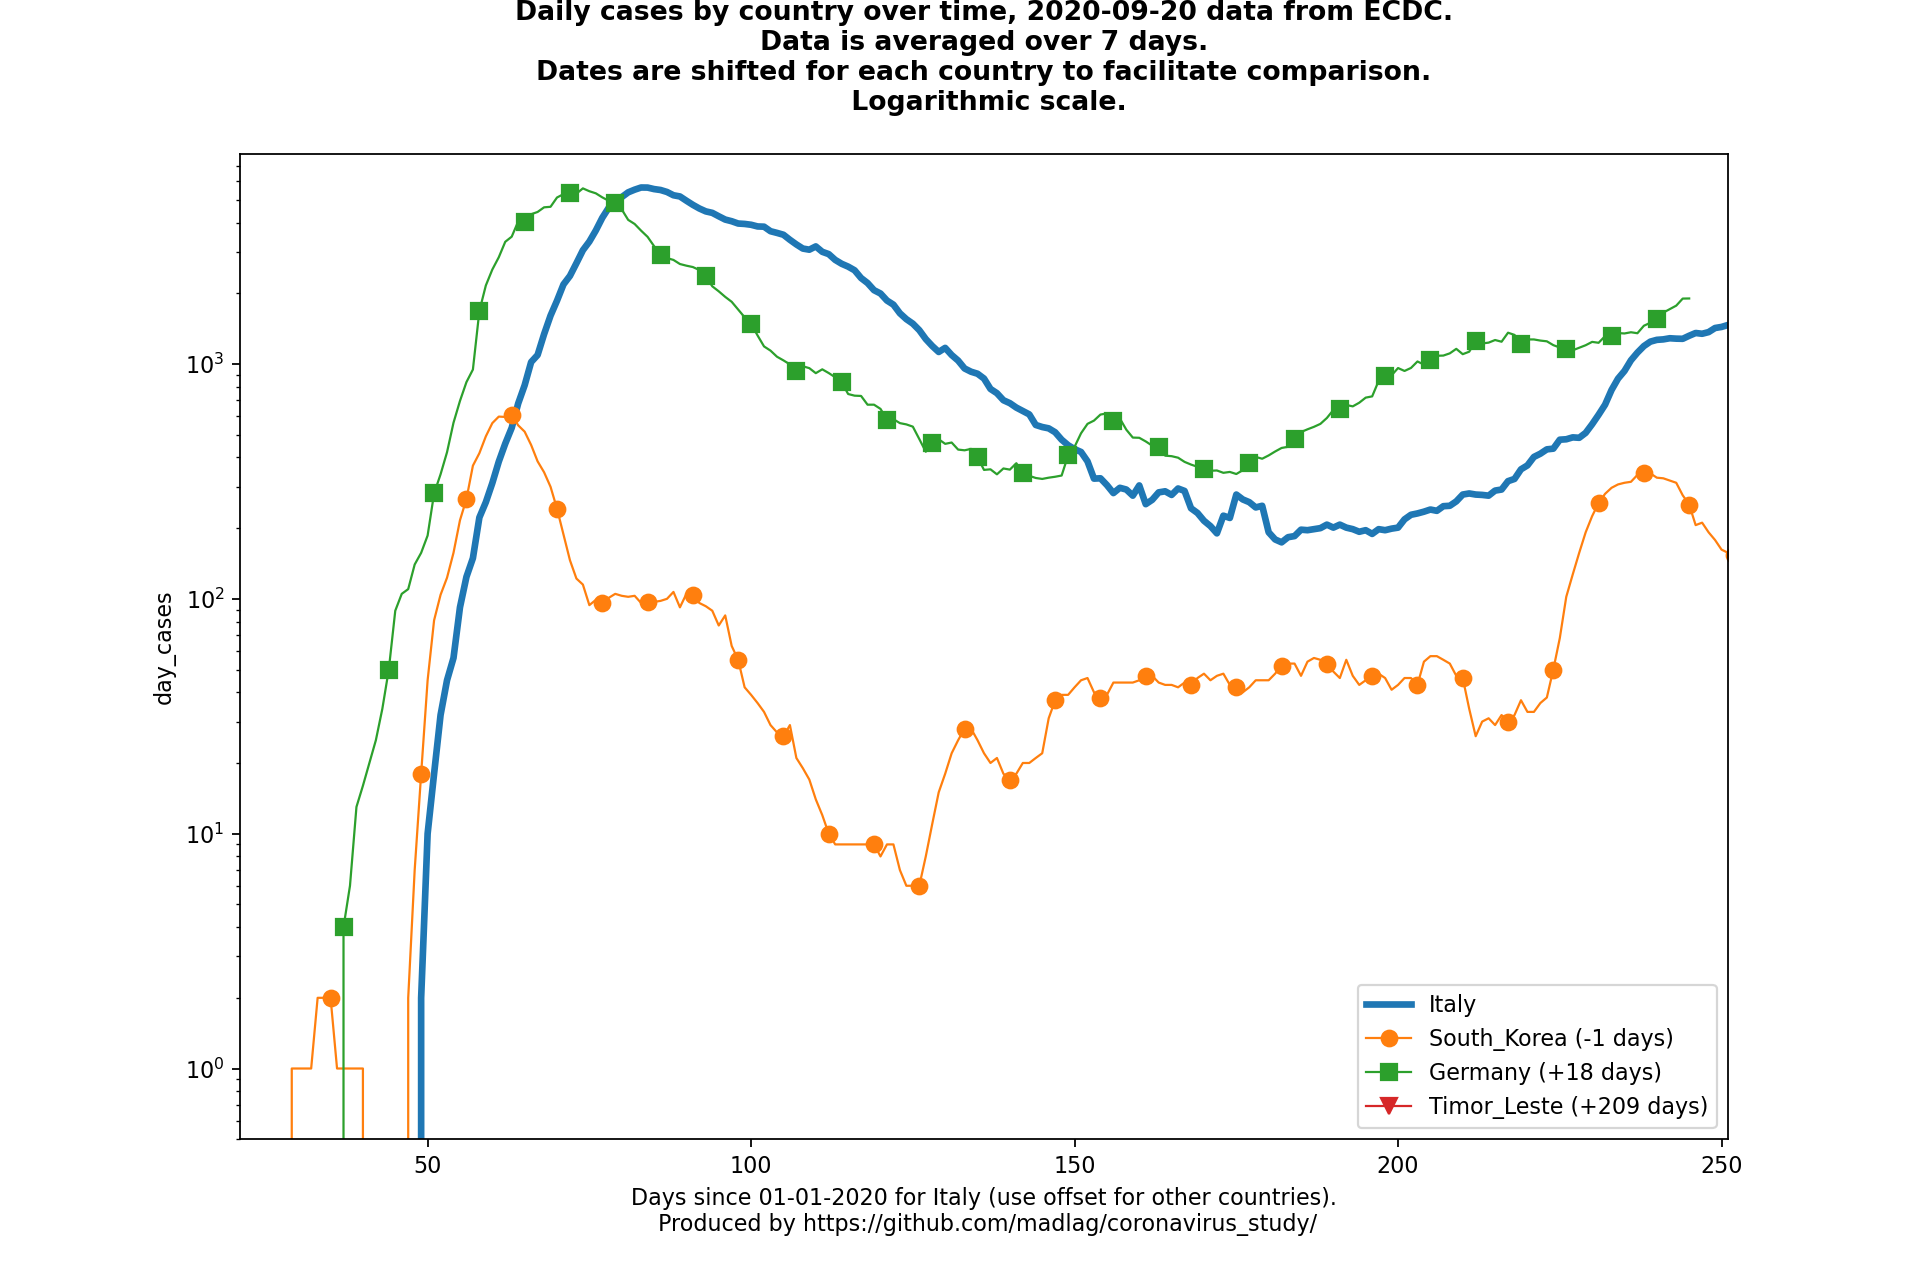 Daily cases by country over time, 2020-09-20 data from ECDC.
Data is averaged over 7 days.
Dates are shifted for each country to facilitate comparison.
Logarithmic scale.
day_cases
10³
10²
10¹
10⁰
Italy
South_Korea (-1 days)
Germany (+18 days)
Timor_Leste (+209 days)
50
100
150
200
250
Days since 01-01-2020 for Italy (use offset for other countries).
Produced by https://github.com/madlag/coronavirus_study/